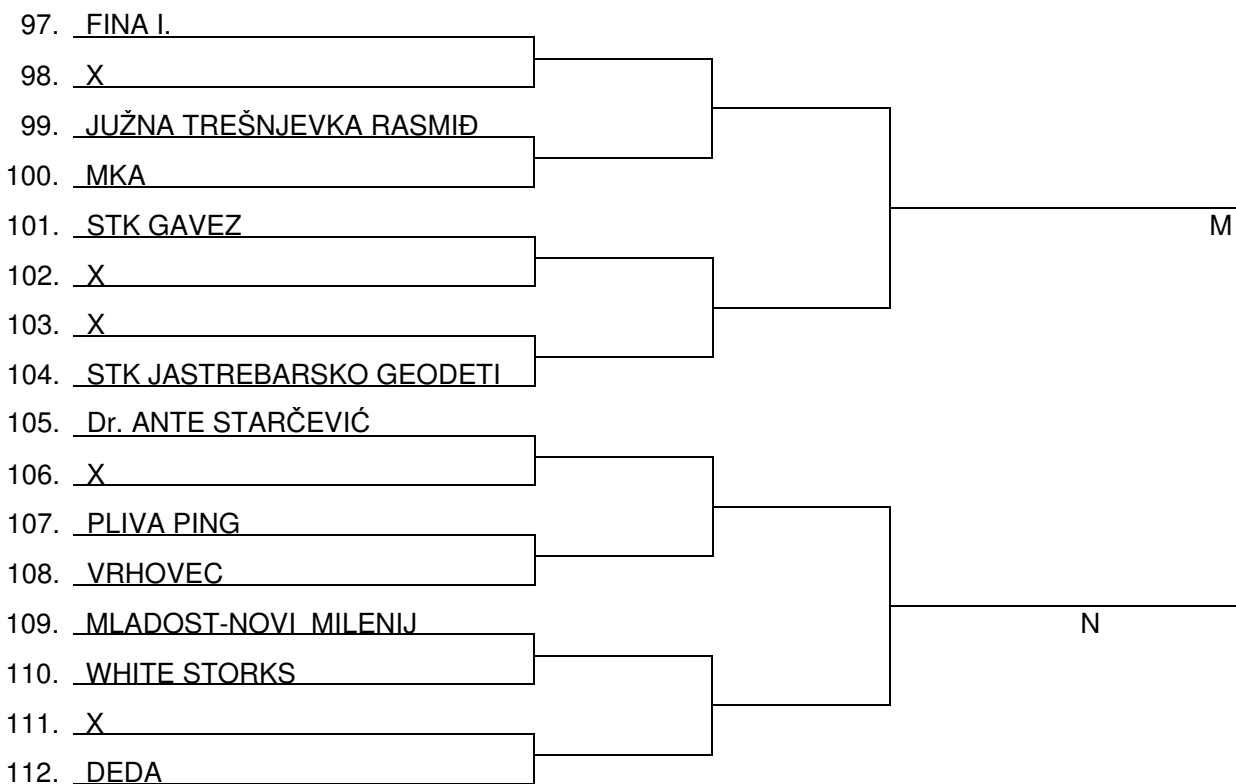 97. FINA I.
98. X
99. JUŽNA TREŠNJEVKA RASMIĐ
100. MKA
101. STK GAVEZ
M
102. X
103. X
104. STK JASTREBARSKO GEODETI
105. Dr. ANTE STARČEVIĆ
106. X
107. PLIVA PING
108. VRHOVEC
109. MLADOST-NOVI MILENIJ
N
110. WHITE STORKS
111. X
112. DEDA